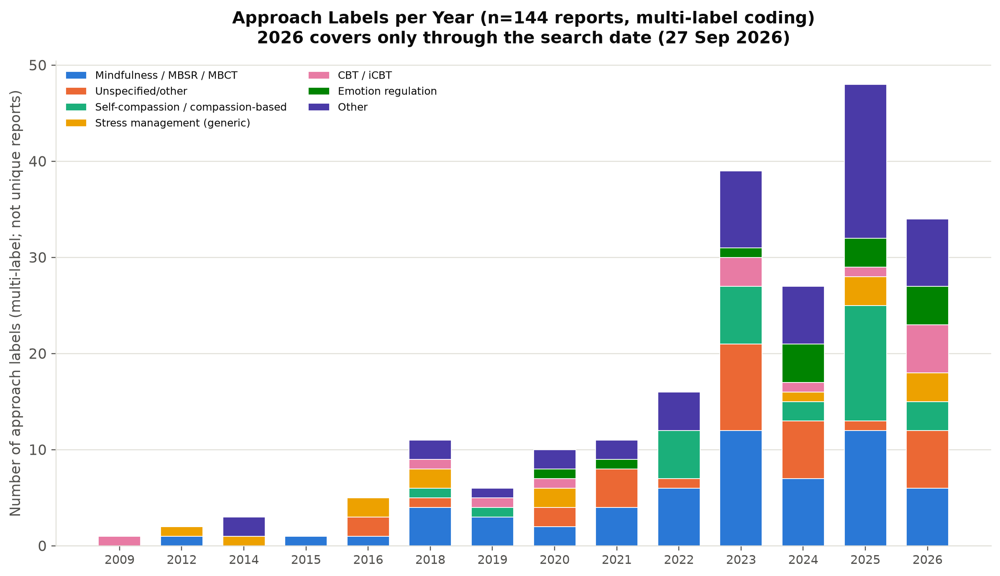 Approach Labels per Year (n=144 reports, multi-label coding)
2026 covers only through the search date (27 Sep 2026)
Number of approach labels (multi-label; not unique reports)
50
40
30
20
10
0
Mindfulness / MBSR / MBCT
Unspecified/other
Self-compassion / compassion-based
Stress management (generic)
CBT / iCBT
Emotion regulation
Other
2009 2012 2014 2015 2016 2018 2019 2020 2021 2022 2023 2024 2025 2026